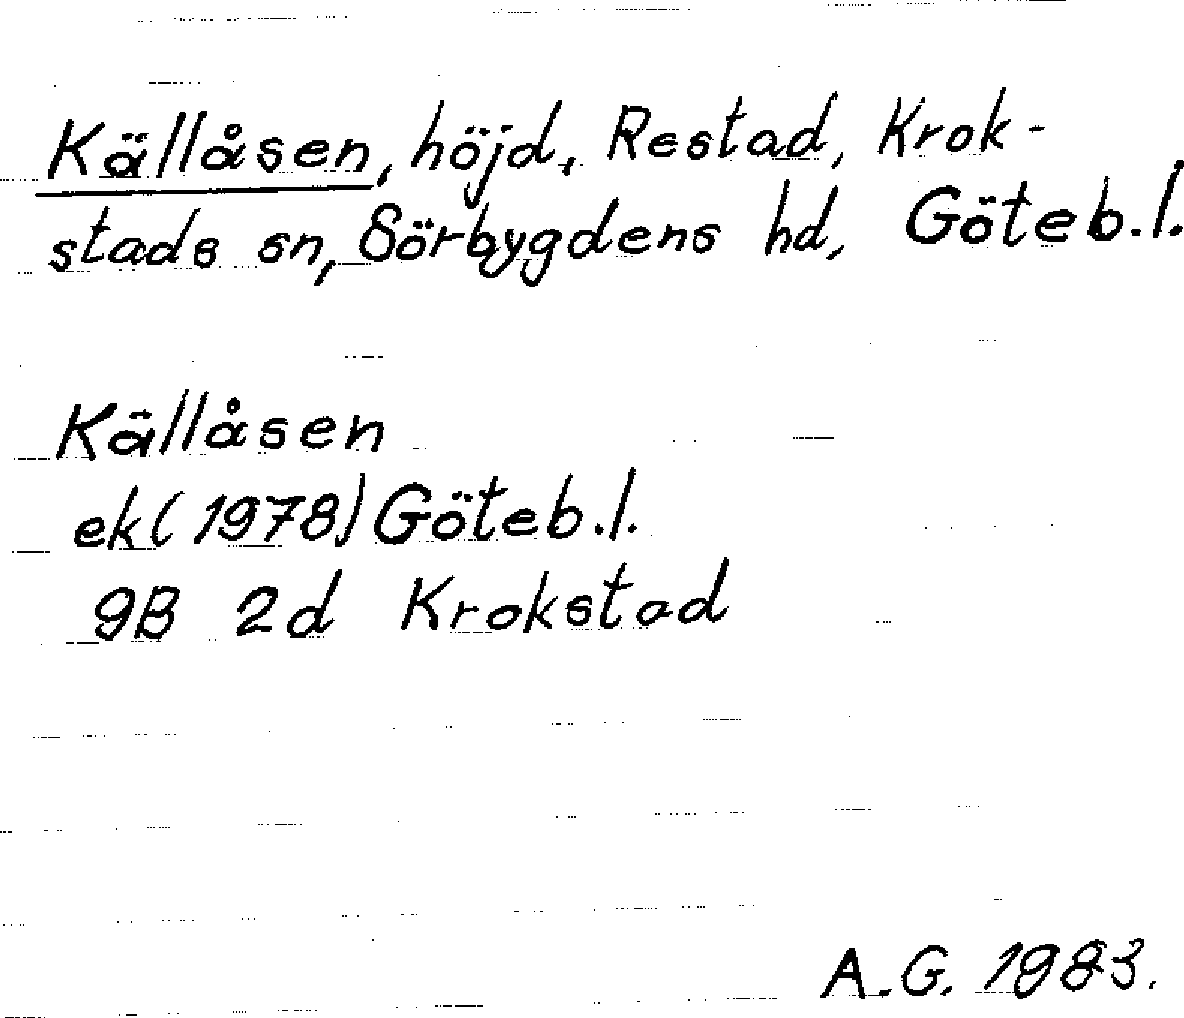 Källåsen, höjd, Restad, Krok-
stads sn, Sörbygdens hd, Göteb.l.
Källåsen
ek (1978) Göteb.l.
9B 2d Krokstad
A.G. 1983.